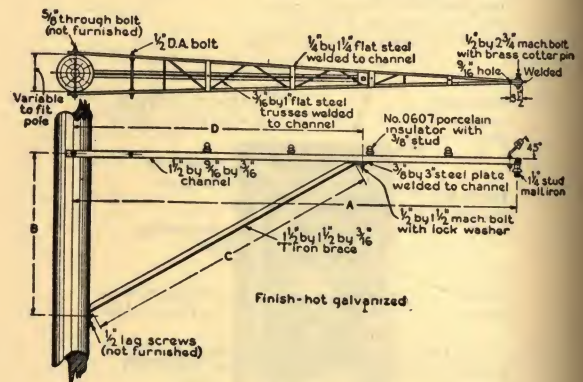 5/8" through bolt
(not furnished)
1/2" D.A. bolt
1/4" by 1 1/4" flat steel
welded to channel
1/2" by 2 3/4" mach. bolt
with brass cotter pin
9/16" hole
Welded
Variable
to fit
pole
3/16" by 1" flat steel
trusses welded
to channel
D
No. 0607 porcelain
insulator with
3/8" stud
45°
1 1/2" by 9/16" by 3/16"
channel
3/8" by 3" steel plate
welded to channel
1 1/4" stud
mall iron
A
B
1/2" by 1 1/2" mach. bolt
with lock washer
C
1 1/2" by 1 1/2" by 3/16"
"T" iron brace
Finish-hot galvanized
1/2" lag screws
(not furnished)